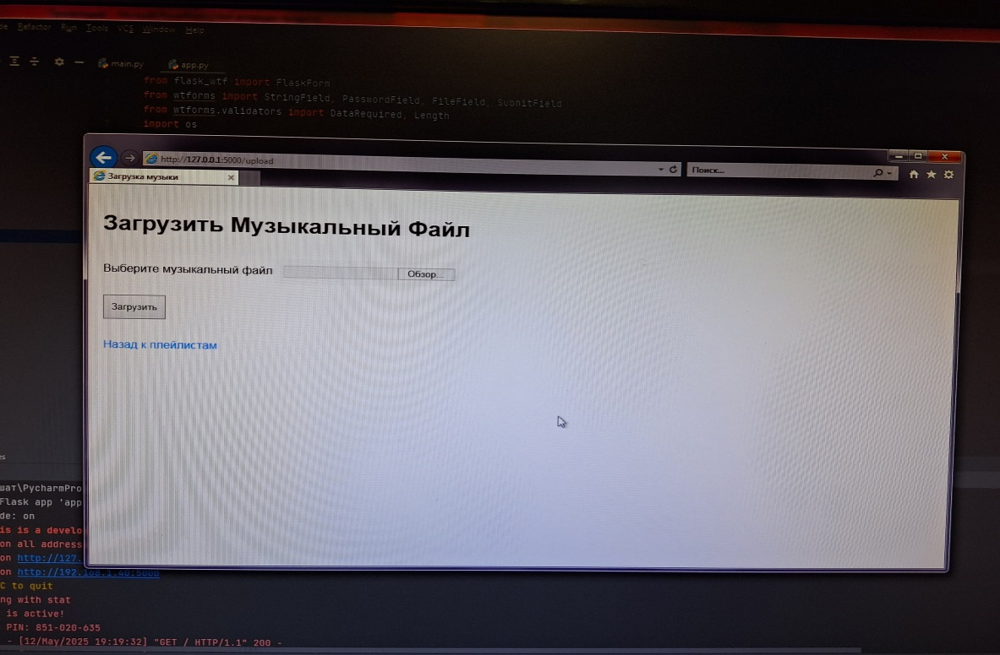 Refactor Run Tools VCS Window Help
main.py app.py
from flask_wtf import FlaskForm
from wtforms import StringField, PasswordField, FileField, SubmitField
from wtforms.validators import DataRequired, Length
import os
http://127.0.0.1:5000/upload
Поиск...
Загрузка музыки
Загрузить Музыкальный Файл
Выберите музыкальный файл
Обзор...
Загрузить
Назад к плейлистам
шат\PycharmPro
Flask app 'app
de: on
is is a develo
on all address
on http://127.
on http://192.168.1.40:5000
C to quit
ng with stat
is active!
PIN: 851-020-635
- [12/May/2025 19:19:32] "GET / HTTP/1.1" 200 -